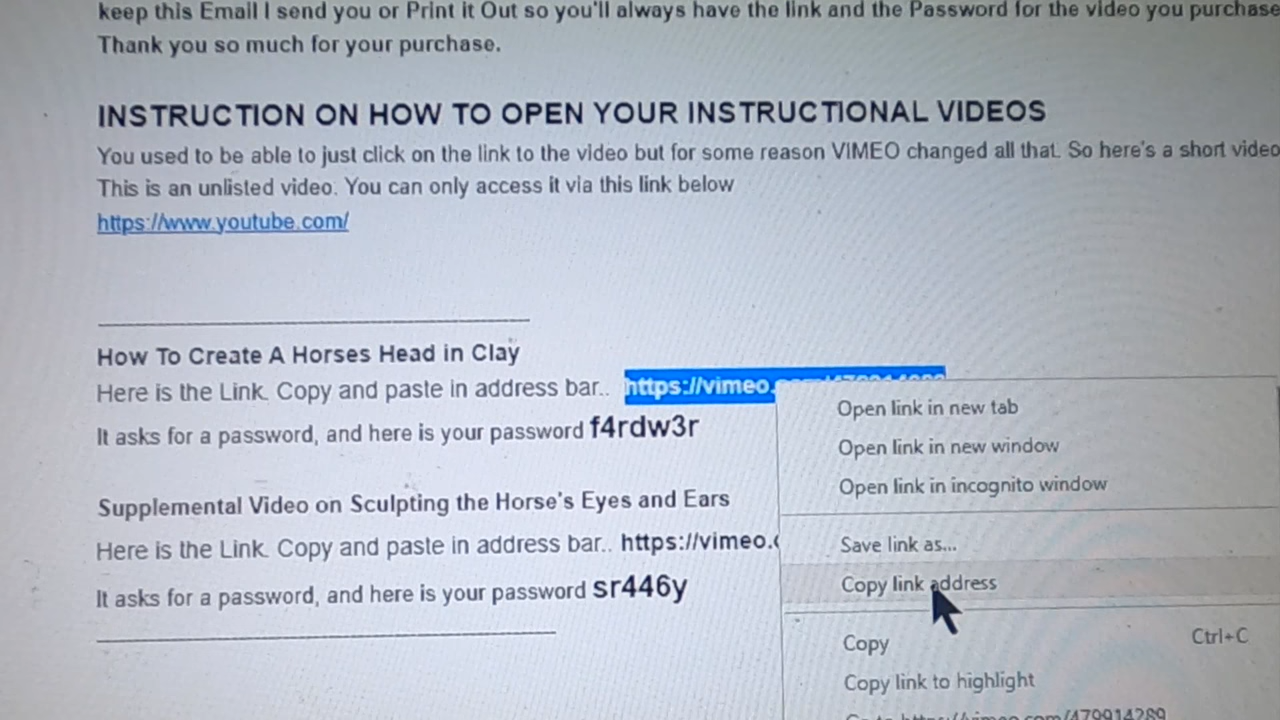 keep this Email I send you or Print it Out so you'll always have the link and the Password for the video you purchase
Thank you so much for your purchase.
INSTRUCTION ON HOW TO OPEN YOUR INSTRUCTIONAL VIDEOS
You used to be able to just click on the link to the video but for some reason VIMEO changed all that. So here's a short video
This is an unlisted video. You can only access it via this link below
https://www.youtube.com/
How To Create A Horses Head in Clay
Here is the Link. Copy and paste in address bar.. https://vimeo.
It asks for a password, and here is your password f4rdw3r
Supplemental Video on Sculpting the Horse's Eyes and Ears
Here is the Link. Copy and paste in address bar.. https://vimeo.
It asks for a password, and here is your password sr446y
Open link in new tab
Open link in new window
Open link in incognito window
Save link as...
Copy link address
Copy Ctrl+C
Copy link to highlight
Go to https://vimeo.com/479914289